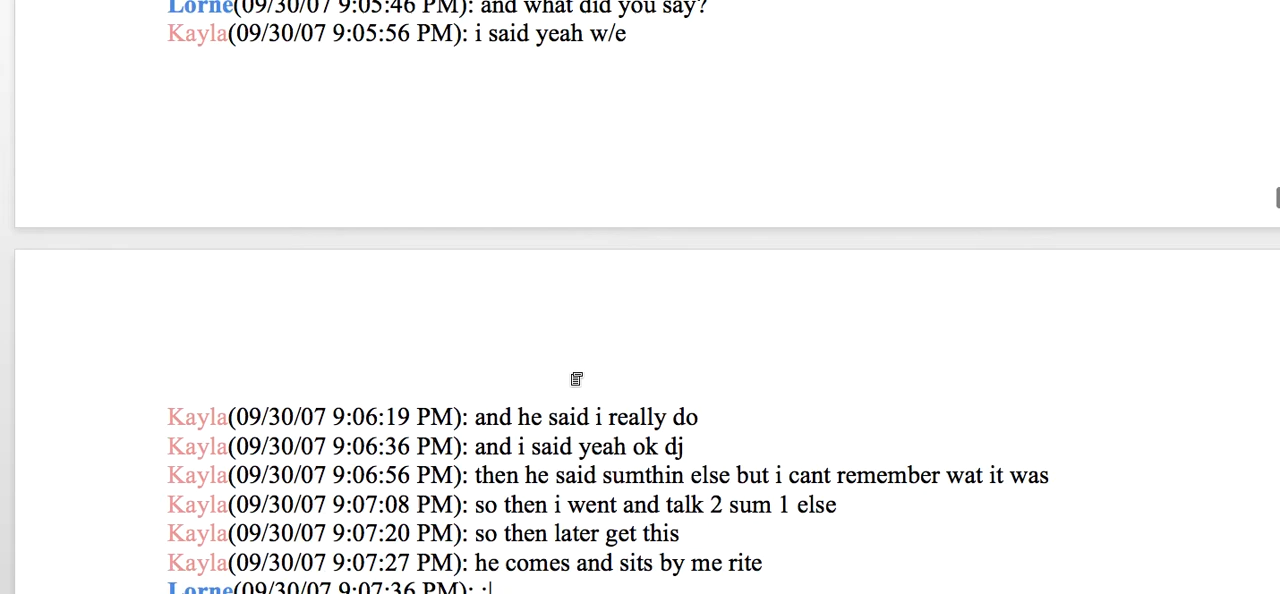 Lorne(09/30/07 9:05:46 PM): and what did you say?
Kayla(09/30/07 9:05:56 PM): i said yeah w/e
Kayla(09/30/07 9:06:19 PM): and he said i really do
Kayla(09/30/07 9:06:36 PM): and i said yeah ok dj
Kayla(09/30/07 9:06:56 PM): then he said sumthin else but i cant remember wat it was
Kayla(09/30/07 9:07:08 PM): so then i went and talk 2 sum 1 else
Kayla(09/30/07 9:07:20 PM): so then later get this
Kayla(09/30/07 9:07:27 PM): he comes and sits by me rite
Lorne(09/30/07 9:07:36 PM): :|